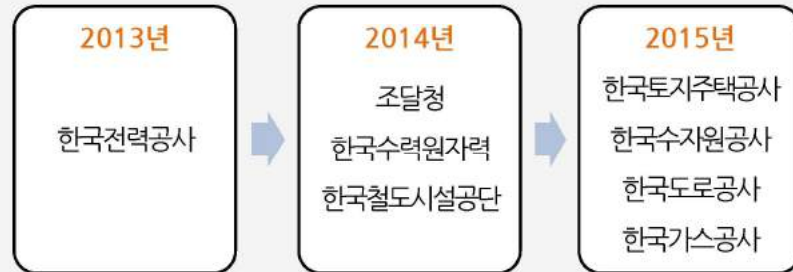 2013년
한국전력공사
2014년
조달청
한국수력원자력
한국철도시설공단
2015년
한국토지주택공사
한국수자원공사
한국도로공사
한국가스공사